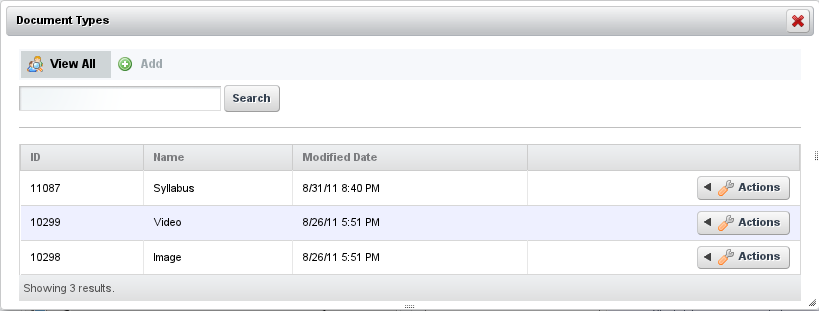 Document Types
View All Add
Search
ID Name Modified Date
11087 Syllabus 8/31/11 8:40 PM Actions
10299 Video 8/26/11 5:51 PM Actions
10298 Image 8/26/11 5:51 PM Actions
Showing 3 results.